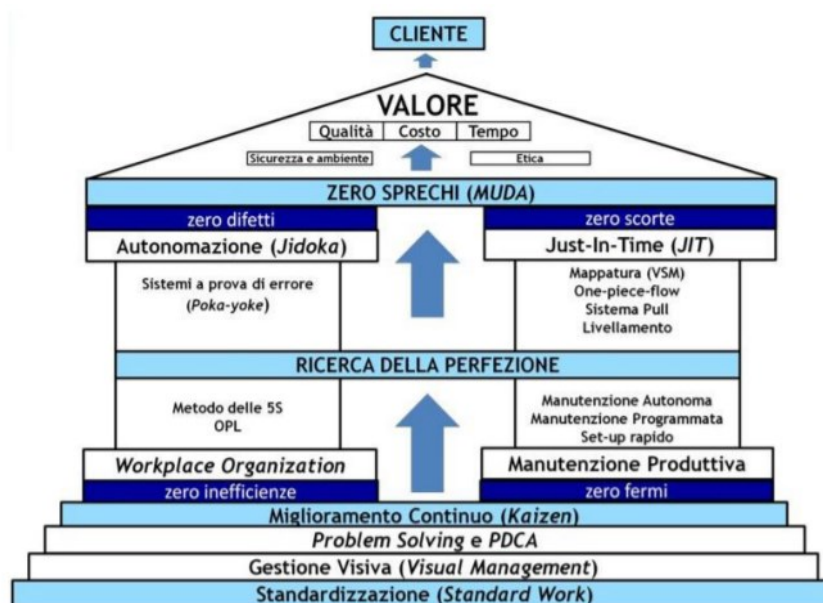 CLIENTE
VALORE
Qualità Costo Tempo
Sicurezza e ambiente Etica
ZERO SPRECHI (MUDA)
zero difetti zero scorte
Autonomazione (Jidoka) Just-In-Time (JIT)
Sistemi a prova di errore
(Poka-yoke)
Mappatura (VSM)
One-piece-flow
Sistema Pull
Livellamento
RICERCA DELLA PERFEZIONE
Metodo delle 5S
OPL
Manutenzione Autonoma
Manutenzione Programmata
Set-up rapido
Workplace Organization Manutenzione Produttiva
zero inefficienze zero fermi
Miglioramento Continuo (Kaizen)
Problem Solving e PDCA
Gestione Visiva (Visual Management)
Standardizzazione (Standard Work)